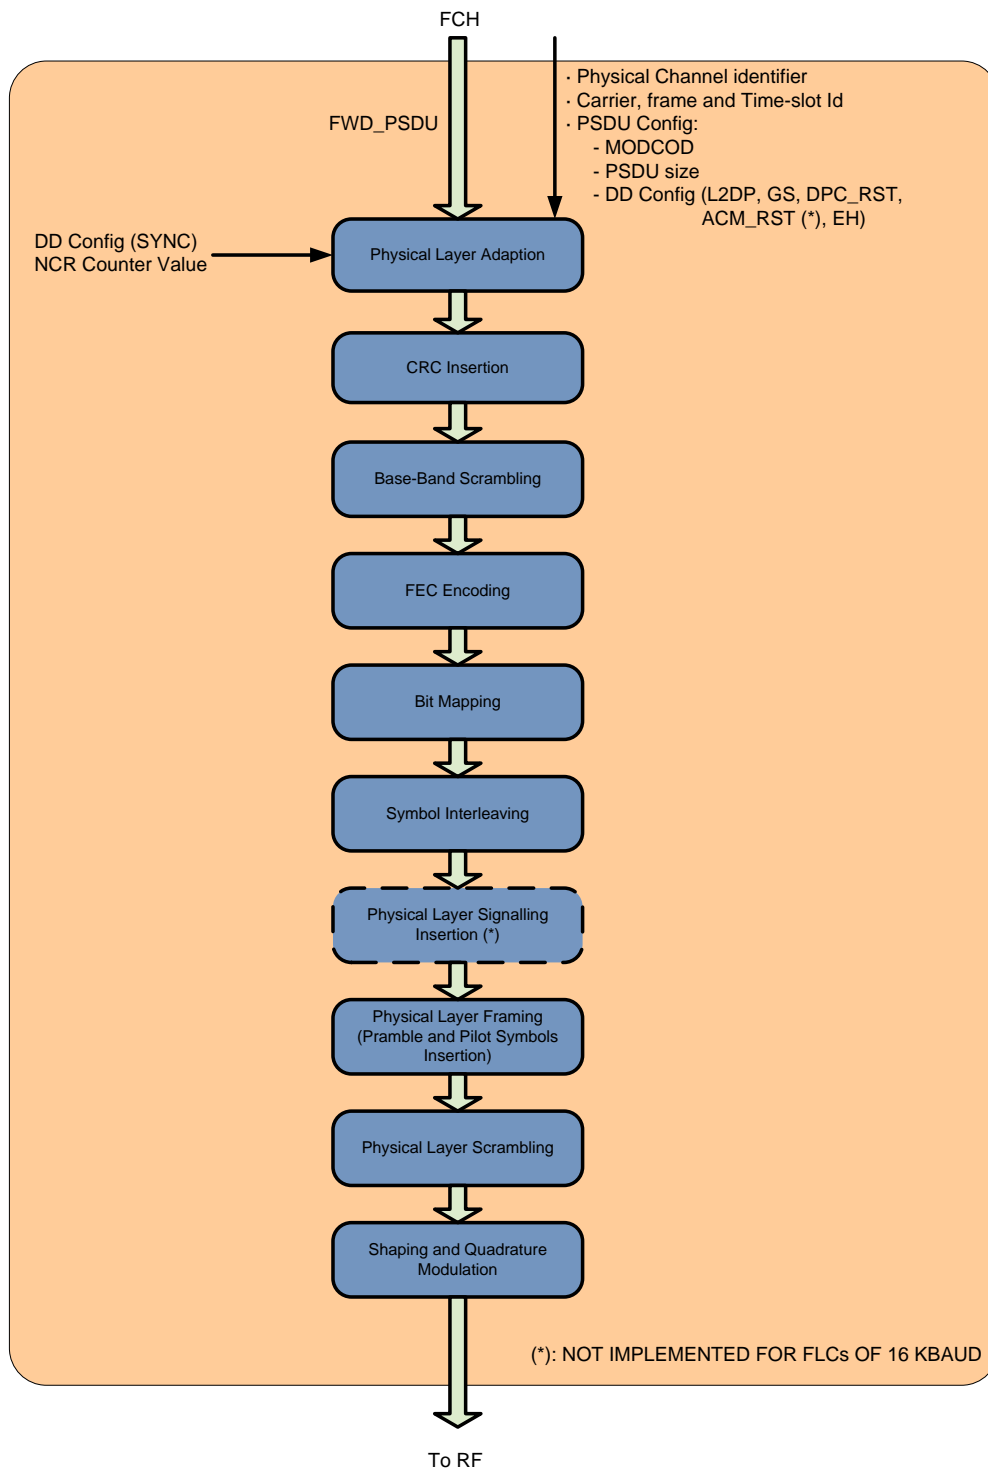 FCH
FWD_PSDU
· Physical Channel identifier
· Carrier, frame and Time-slot Id
· PSDU Config:
- MODCOD
- PSDU size
- DD Config (L2DP, GS, DPC_RST,
ACM_RST (*), EH)
DD Config (SYNC)
NCR Counter Value
Physical Layer Adaption
CRC Insertion
Base-Band Scrambling
FEC Encoding
Bit Mapping
Symbol Interleaving
Physical Layer Signalling
Insertion (*)
Physical Layer Framing
(Pramble and Pilot Symbols
Insertion)
Physical Layer Scrambling
Shaping and Quadrature
Modulation
(*): NOT IMPLEMENTED FOR FLCs OF 16 KBAUD
To RF